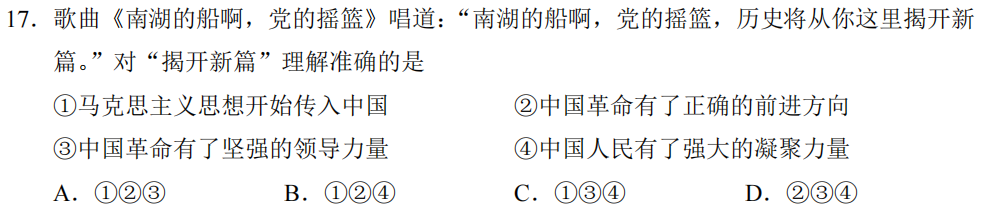 17．歌曲《南湖的船啊，党的摇篮》唱道：“南湖的船啊，党的摇篮，历史将从你这里揭开新
篇。”对“揭开新篇”理解准确的是
①马克思主义思想开始传入中国 ②中国革命有了正确的前进方向
③中国革命有了坚强的领导力量 ④中国人民有了强大的凝聚力量
A．①②③ B．①②④ C．①③④ D．②③④